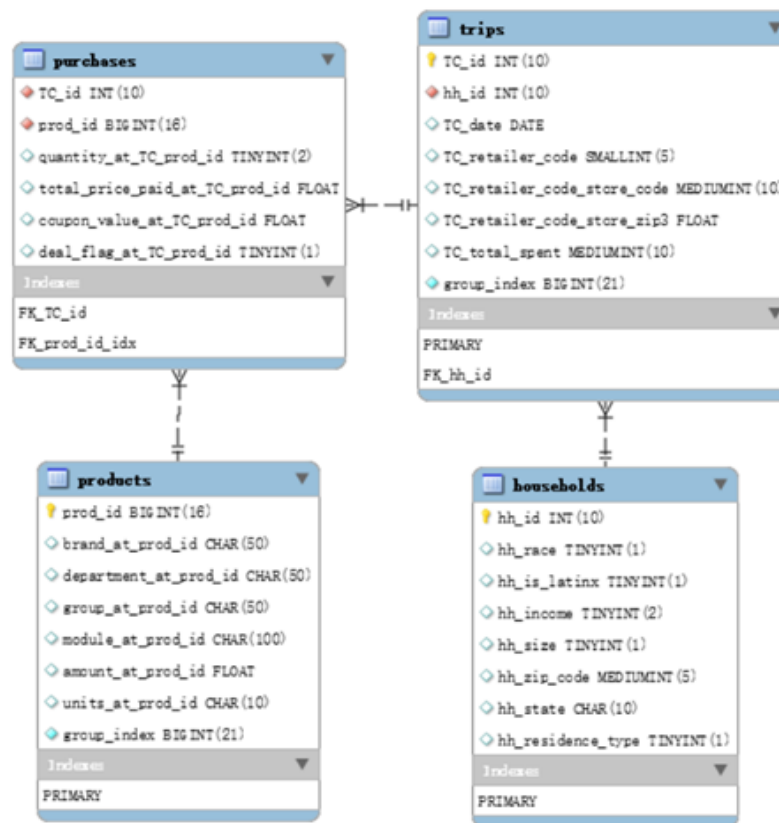 purchases
TC_id INT(10)
prod_id BIGINT(16)
quantity_at_TC_prod_id TINYINT(2)
total_price_paid_at_TC_prod_id FLOAT
coupon_value_at_TC_prod_id FLOAT
deal_flag_at_TC_prod_id TINYINT(1)
Indexes
FK_TC_id
FK_prod_id_idx
trips
TC_id INT(10)
hh_id INT(10)
TC_date DATE
TC_retailer_code SMALLINT(5)
TC_retailer_code_store_code MEDIUMINT(10)
TC_retailer_code_store_zip3 FLOAT
TC_total_spent MEDIUMINT(10)
group_index BIGINT(21)
Indexes
PRIMARY
FK_hh_id
products
prod_id BIGINT(16)
brand_at_prod_id CHAR(50)
department_at_prod_id CHAR(50)
group_at_prod_id CHAR(50)
module_at_prod_id CHAR(100)
amount_at_prod_id FLOAT
units_at_prod_id CHAR(10)
group_index BIGINT(21)
Indexes
PRIMARY
households
hh_id INT(10)
hh_race TINYINT(1)
hh_is_latinx TINYINT(1)
hh_income TINYINT(2)
hh_size TINYINT(1)
hh_zip_code MEDIUMINT(5)
hh_state CHAR(10)
hh_residence_type TINYINT(1)
Indexes
PRIMARY